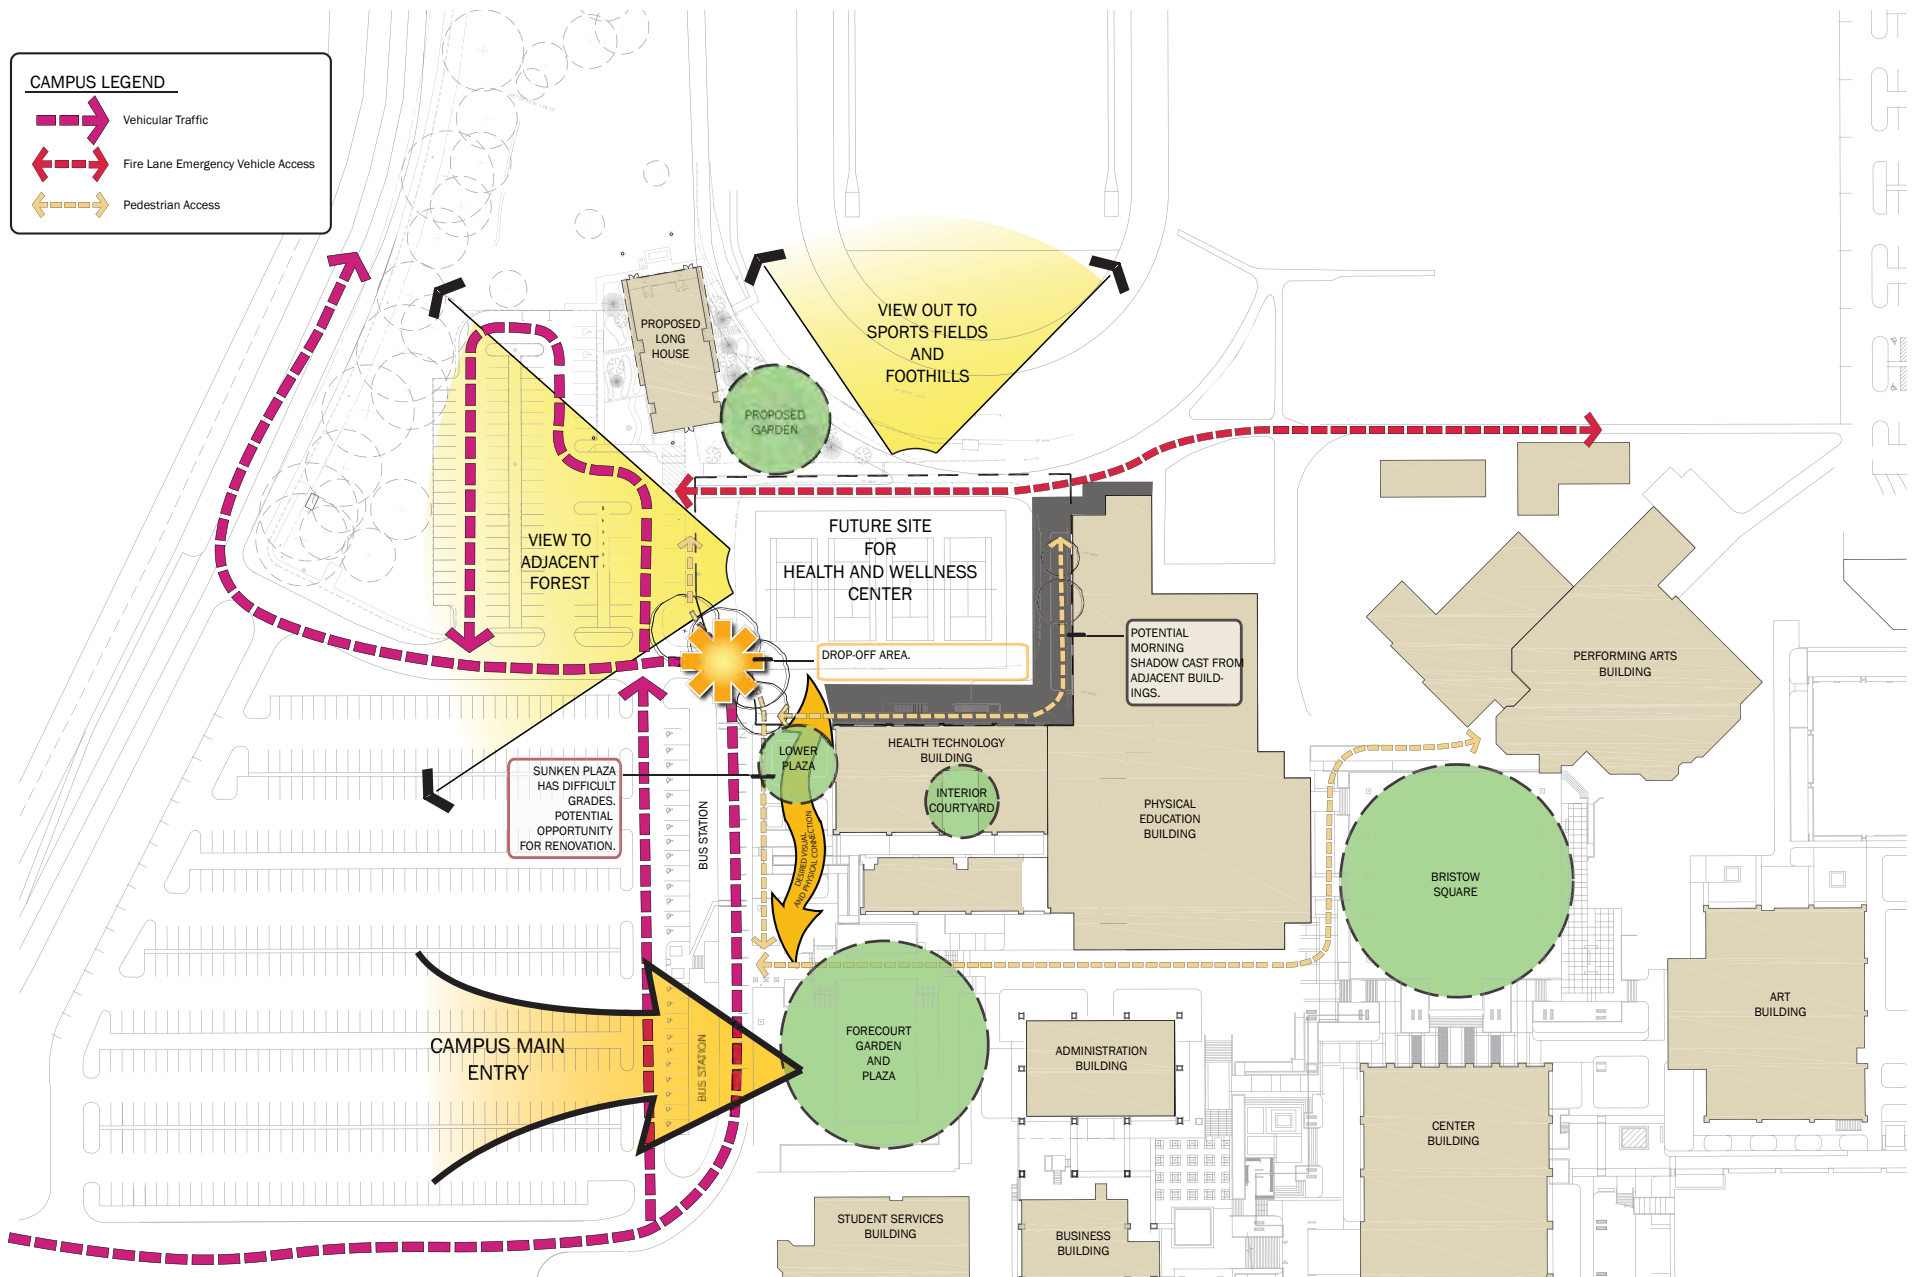 CAMPUS LEGEND
Vehicular Traffic
Fire Lane Emergency Vehicle Access
Pedestrian Access
PROPOSED
LONG
HOUSE
VIEW OUT TO
SPORTS FIELDS
AND
FOOTHILLS
PROPOSED
GARDEN
VIEW TO
ADJACENT
FOREST
FUTURE SITE
FOR
HEALTH AND WELLNESS
CENTER
DROP-OFF AREA.
POTENTIAL
MORNING
SHADOW CAST FROM
ADJACENT BUILD-
INGS.
PERFORMING ARTS
BUILDING
LOWER
PLAZA
HEALTH TECHNOLOGY
BUILDING
INTERIOR
COURTYARD
SUNKEN PLAZA
HAS DIFFICULT
GRADES.
POTENTIAL
OPPORTUNITY
FOR RENOVATION.
BUS STATION
DESIRED VISUAL
AND PHYSICAL CONNECTION
PHYSICAL
EDUCATION
BUILDING
BRISTOW
SQUARE
CAMPUS MAIN
ENTRY
BUS STATION
FORECOURT
GARDEN
AND
PLAZA
ADMINISTRATION
BUILDING
ART
BUILDING
CENTER
BUILDING
STUDENT SERVICES
BUILDING
BUSINESS
BUILDING